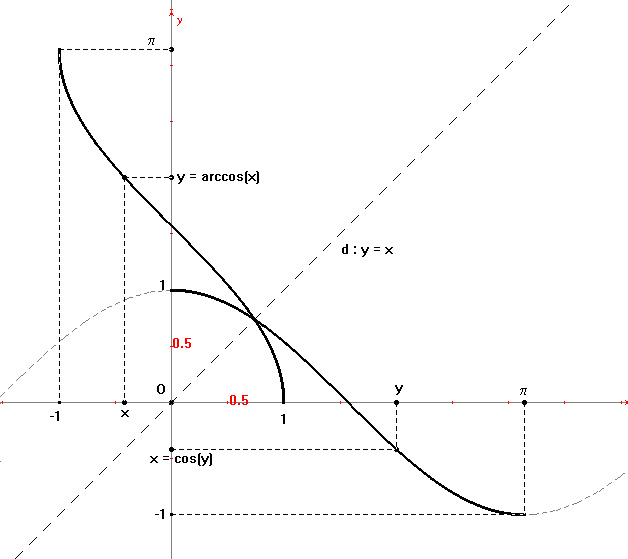 y
π
y = arccos(x)
d : y = x
1
0.5
0
y
π
0.5
-1
x
1
x = cos(y)
-1